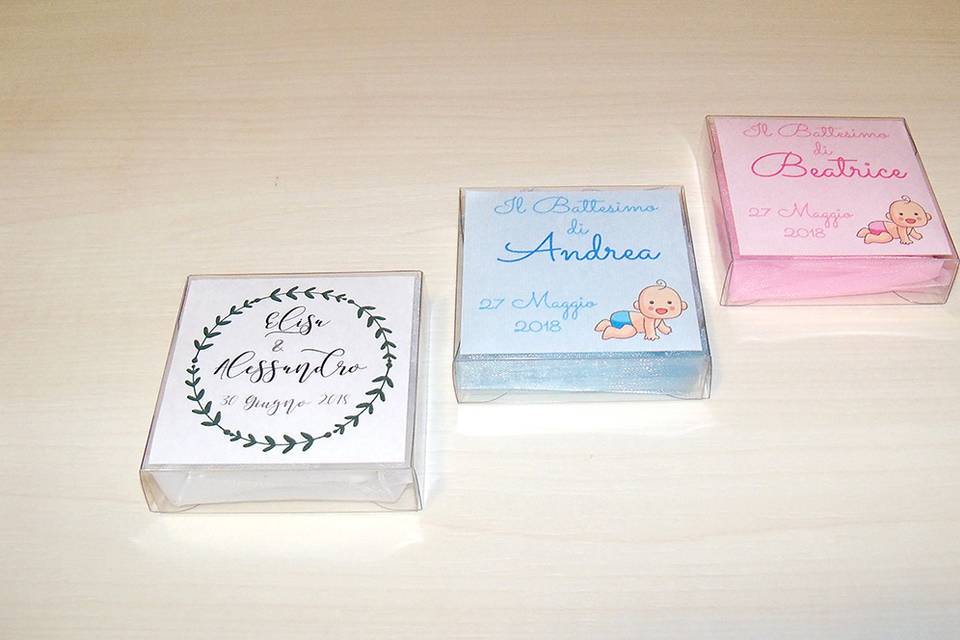 Elisa
&
Alessandro
30 Giugno 2018
Il Battesimo
di
Andrea
27 Maggio
2018
Il Battesimo
di
Beatrice
27 Maggio
2018